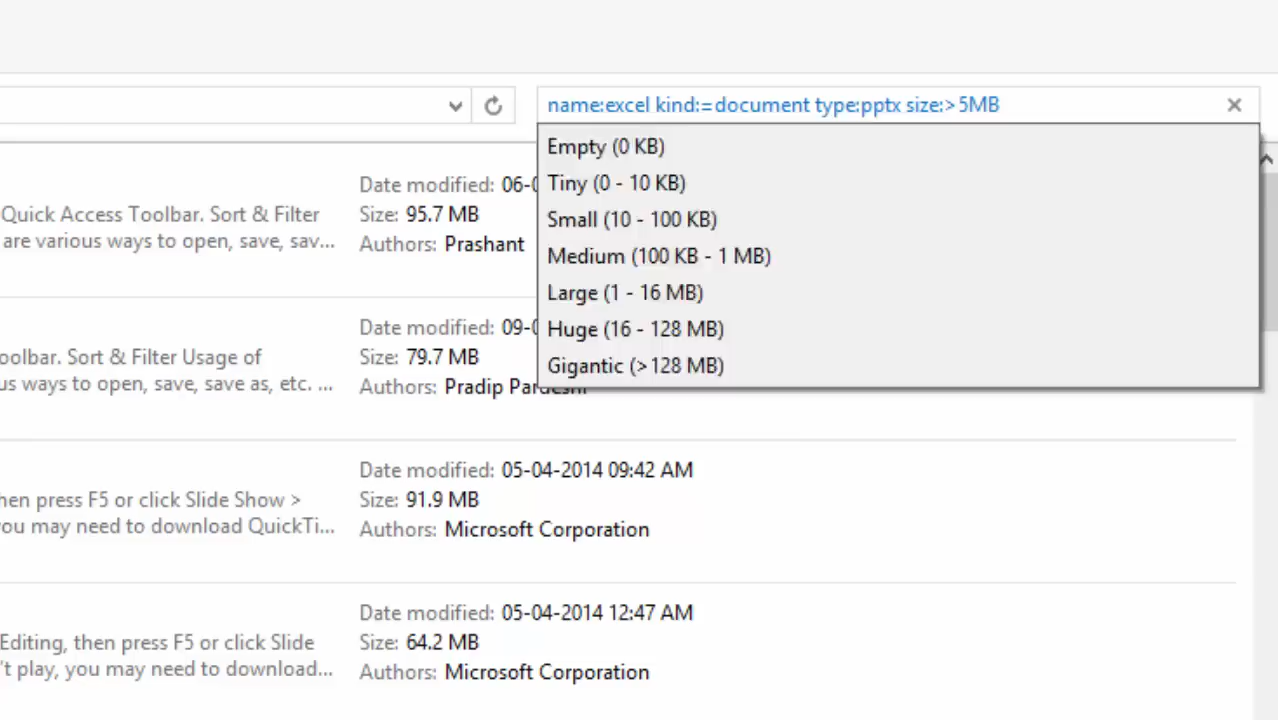 name:excel kind:=document type:pptx size:>5MB
Empty (0 KB)
Tiny (0 - 10 KB)
Small (10 - 100 KB)
Medium (100 KB - 1 MB)
Large (1 - 16 MB)
Huge (16 - 128 MB)
Gigantic (>128 MB)
Quick Access Toolbar. Sort & Filter
are various ways to open, save, sav...
Date modified: 06-
Size: 95.7 MB
Authors: Prashant
oolbar. Sort & Filter Usage of
us ways to open, save, save as, etc. ...
Date modified: 09-
Size: 79.7 MB
Authors: Pradip Pardeshi
hen press F5 or click Slide Show >
you may need to download QuickTi...
Date modified: 05-04-2014 09:42 AM
Size: 91.9 MB
Authors: Microsoft Corporation
Editing, then press F5 or click Slide
't play, you may need to download...
Date modified: 05-04-2014 12:47 AM
Size: 64.2 MB
Authors: Microsoft Corporation